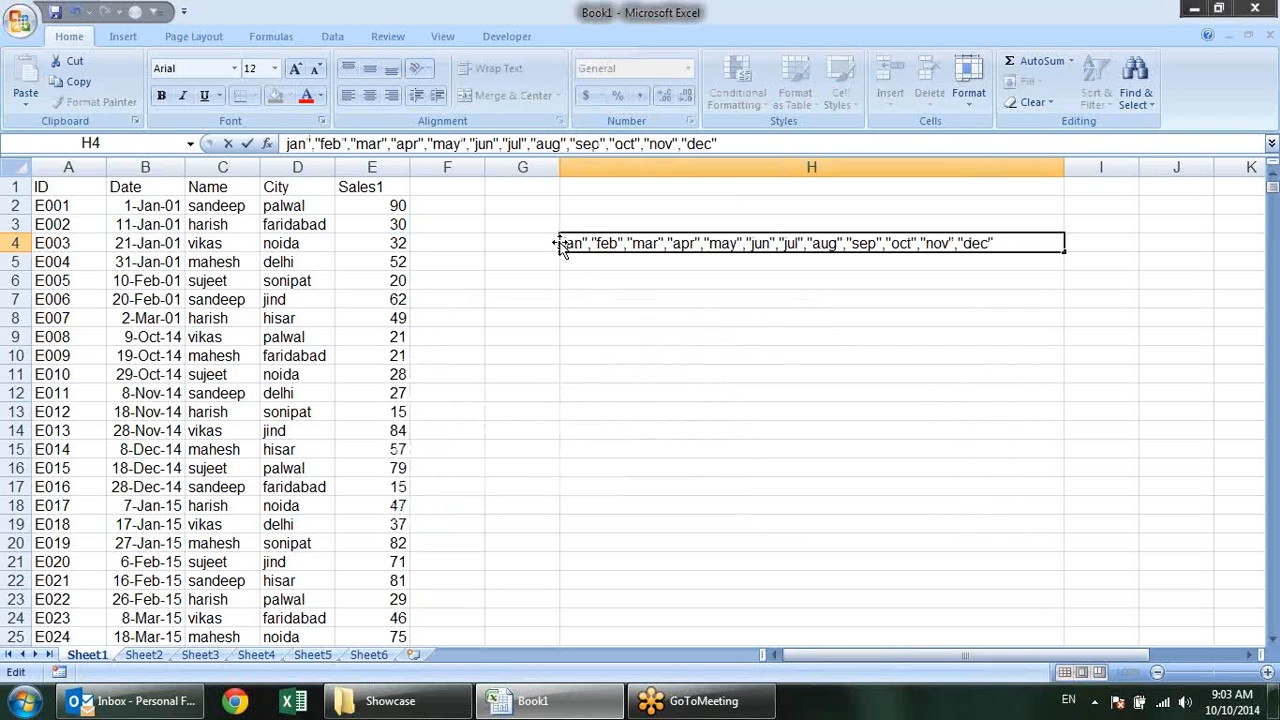 Book1 - Microsoft Excel
Home Insert Page Layout Formulas Data Review View Developer
Paste
Cut
Copy
Format Painter
Clipboard
Arial 12
B I U
Font
Wrap Text
Merge & Center
Alignment
General
$ % ,
Number
Conditional Formatting
Format as Table
Cell Styles
Styles
Insert Delete Format
Cells
Σ AutoSum
Fill
Clear
Sort & Filter
Find & Select
Editing
H4 jan","feb","mar","apr","may","jun","jul","aug","sep","oct","nov","dec"
A B C D E F G H I J K
1 ID Date Name City Sales1
2 E001 1-Jan-01 sandeep palwal 90
3 E002 11-Jan-01 harish faridabad 30
4 E003 21-Jan-01 vikas noida 32 jan","feb","mar","apr","may","jun","jul","aug","sep","oct","nov","dec"
5 E004 31-Jan-01 mahesh delhi 52
6 E005 10-Feb-01 sujeet sonipat 20
7 E006 20-Feb-01 sandeep jind 62
8 E007 2-Mar-01 harish hisar 49
9 E008 9-Oct-14 vikas palwal 21
10 E009 19-Oct-14 mahesh faridabad 21
11 E010 29-Oct-14 sujeet noida 28
12 E011 8-Nov-14 sandeep delhi 27
13 E012 18-Nov-14 harish sonipat 15
14 E013 28-Nov-14 vikas jind 84
15 E014 8-Dec-14 mahesh hisar 57
16 E015 18-Dec-14 sujeet palwal 79
17 E016 28-Dec-14 sandeep faridabad 15
18 E017 7-Jan-15 harish noida 47
19 E018 17-Jan-15 vikas delhi 37
20 E019 27-Jan-15 mahesh sonipat 82
21 E020 6-Feb-15 sujeet jind 71
22 E021 16-Feb-15 sandeep hisar 81
23 E022 26-Feb-15 harish palwal 29
24 E023 8-Mar-15 vikas faridabad 46
25 E024 18-Mar-15 mahesh noida 75
Sheet1 Sheet2 Sheet3 Sheet4 Sheet5 Sheet6
Edit
Inbox - Personal F... Showcase Book1 GoToMeeting EN 9:03 AM
10/10/2014